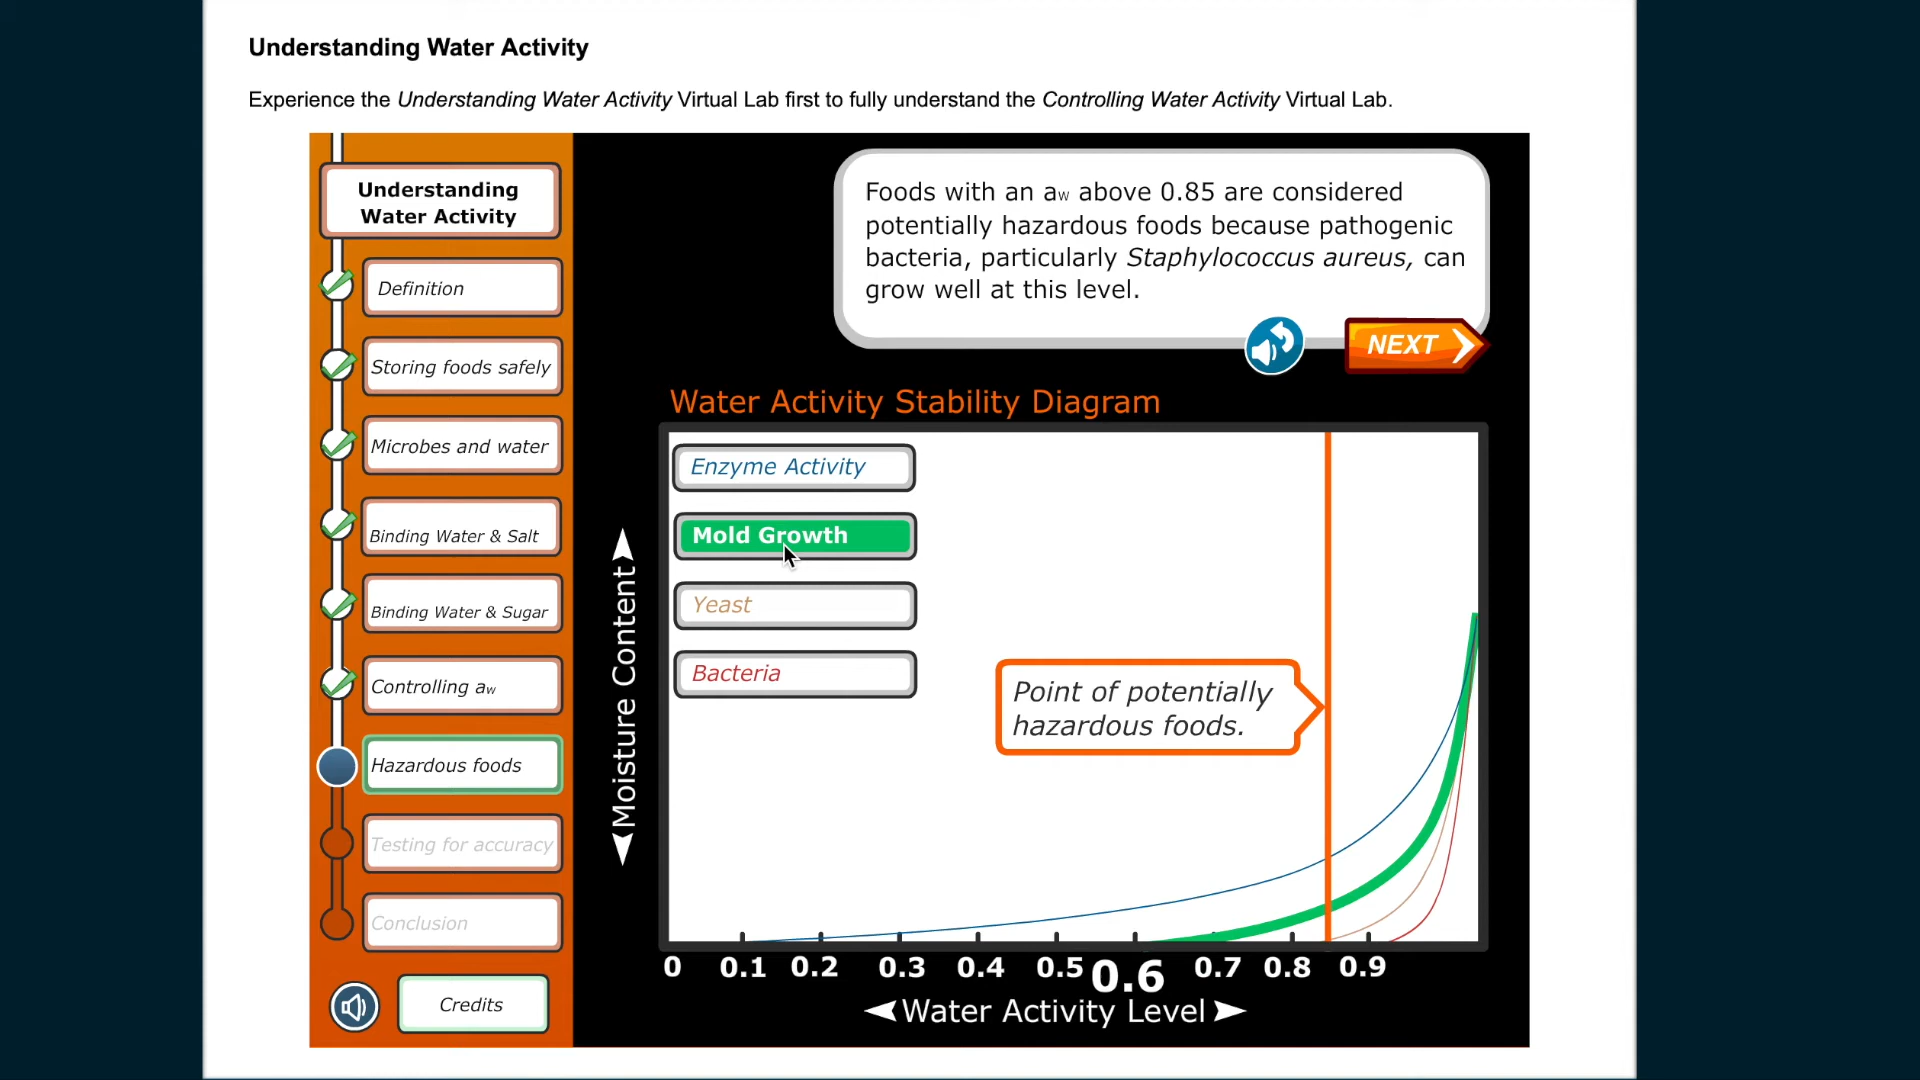 Understanding Water Activity
Experience the Understanding Water Activity Virtual Lab first to fully understand the Controlling Water Activity Virtual Lab.
Understanding
Water Activity
Definition
Storing foods safely
Microbes and water
Binding Water & Salt
Binding Water & Sugar
Controlling aw
Hazardous foods
Testing for accuracy
Conclusion
Credits
Foods with an aw above 0.85 are considered
potentially hazardous foods because pathogenic
bacteria, particularly Staphylococcus aureus, can
grow well at this level.
NEXT
Water Activity Stability Diagram
Enzyme Activity
Mold Growth
Yeast
Bacteria
Point of potentially
hazardous foods.
Moisture Content
0 0.1 0.2 0.3 0.4 0.5 0.6 0.7 0.8 0.9
Water Activity Level